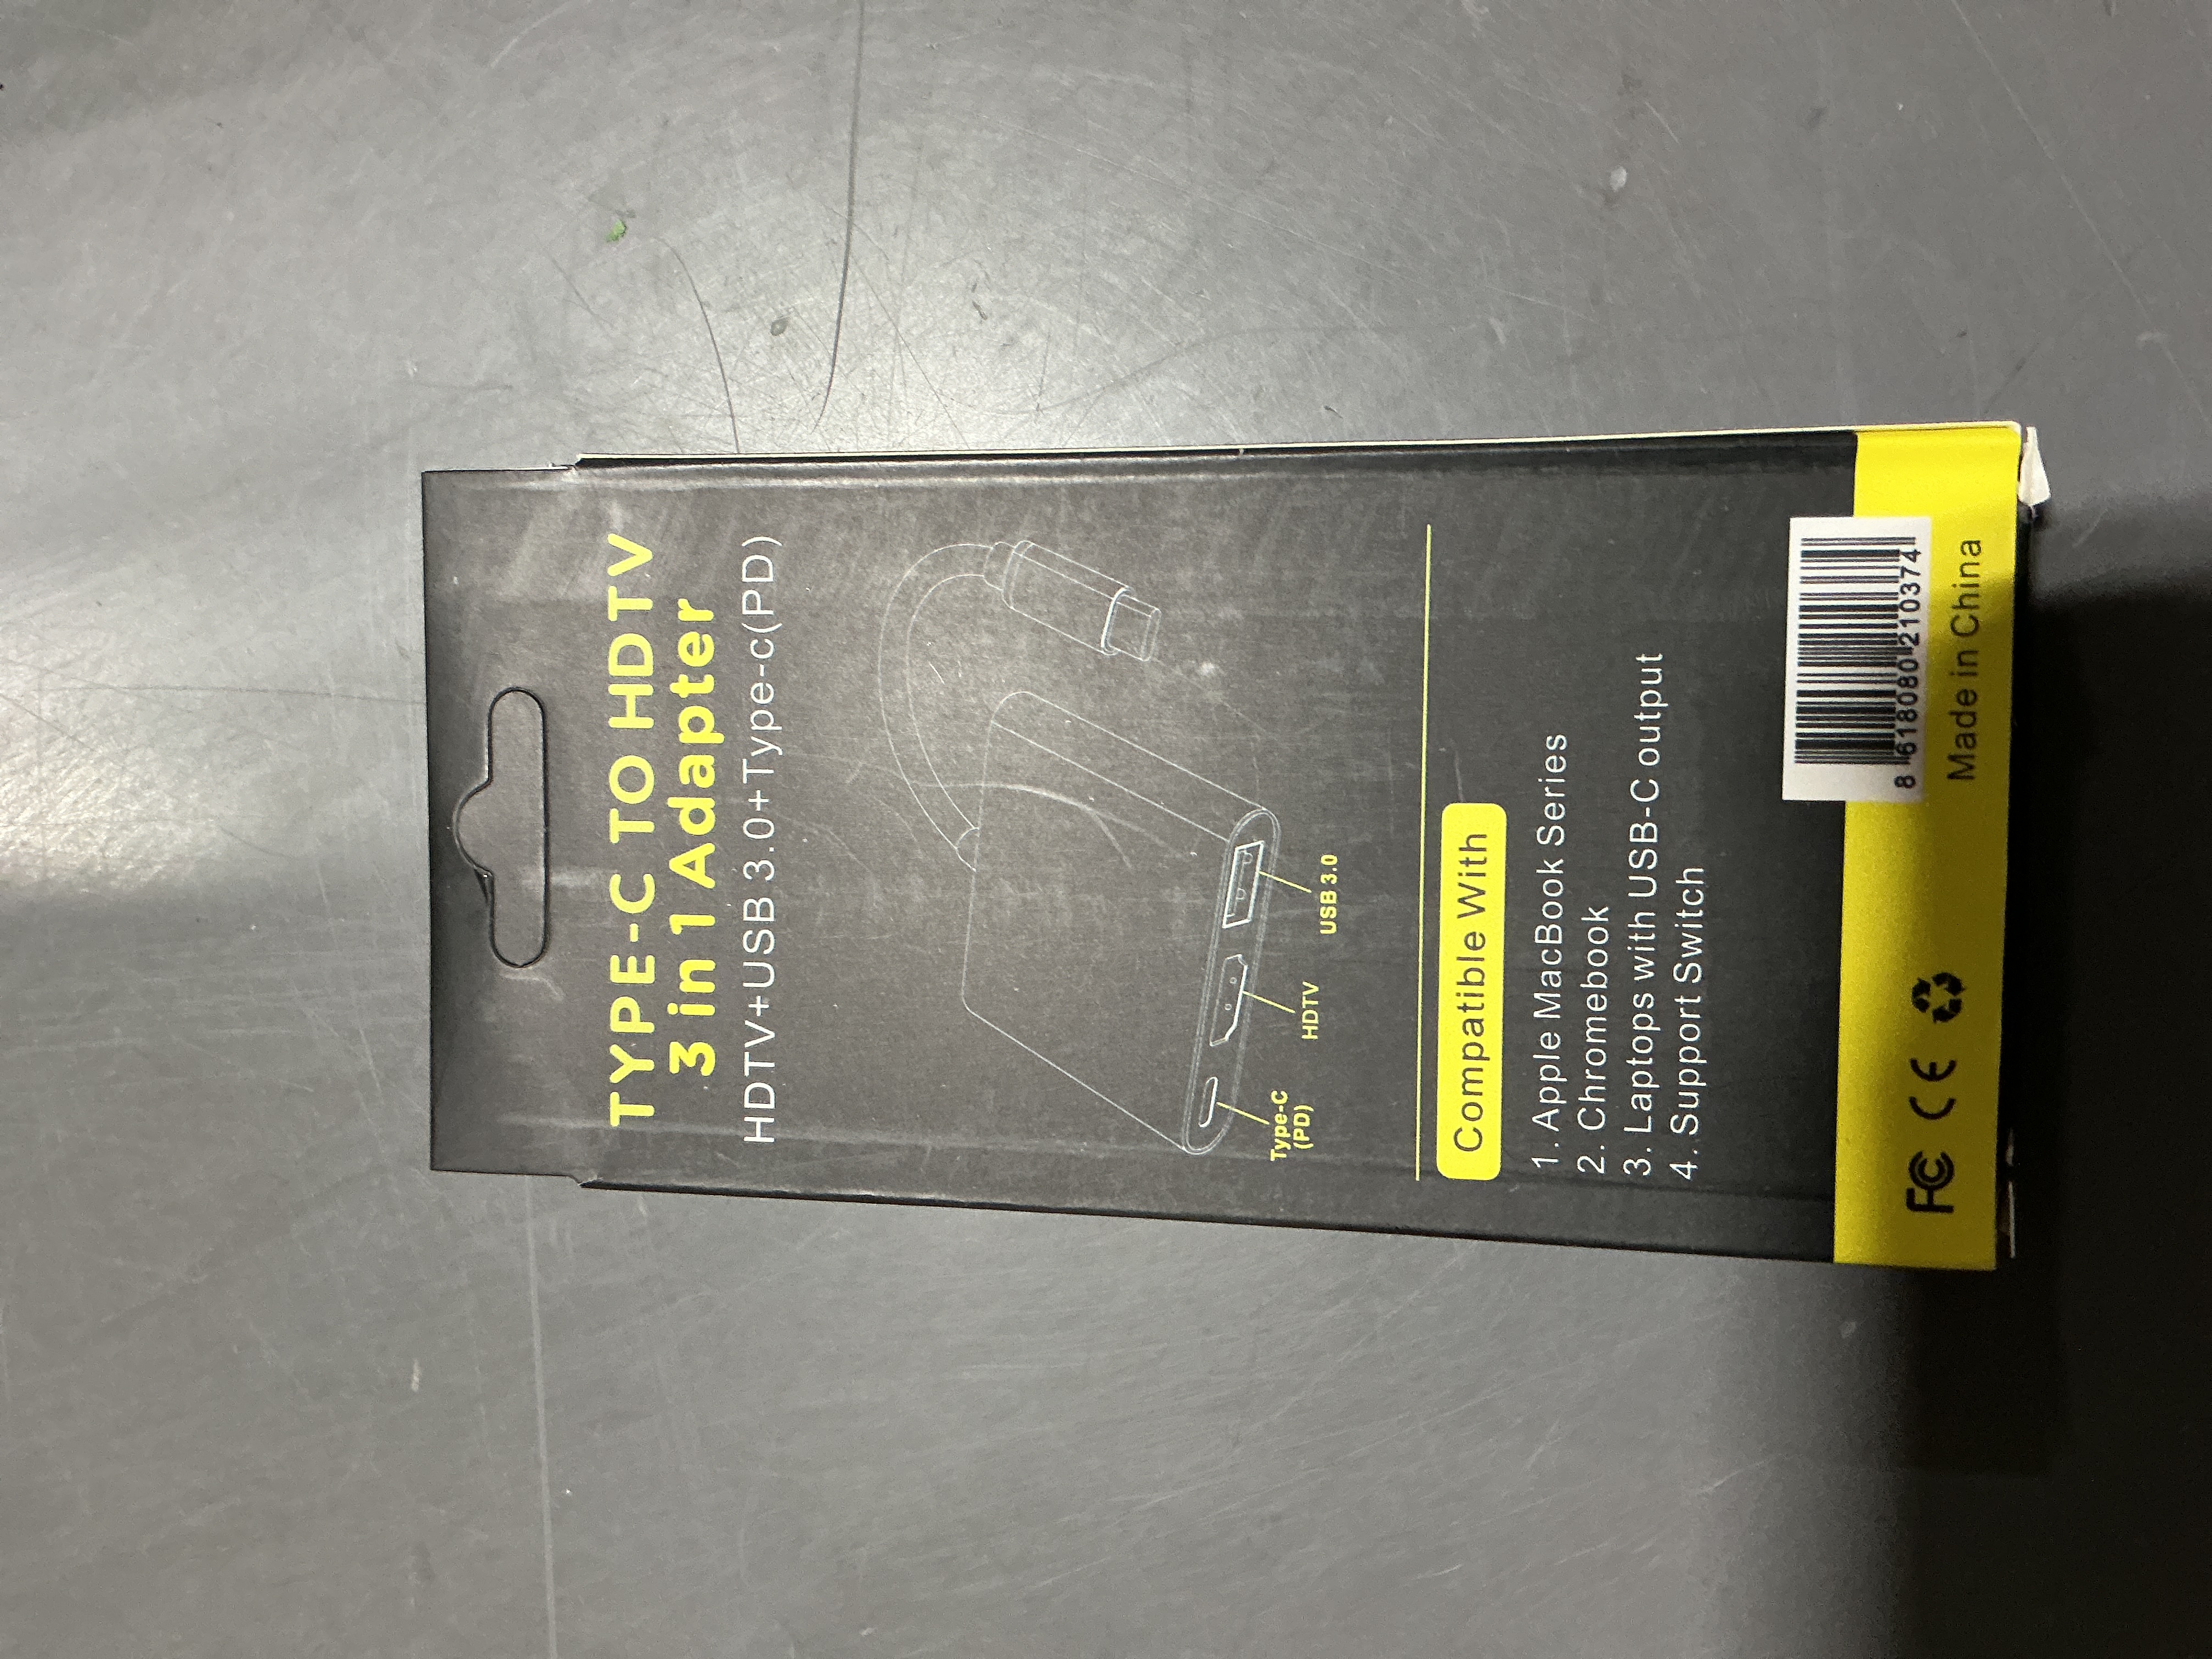 TYPE-C TO HDTV
3 in 1 Adapter
HDTV+USB 3.0+Type-c(PD)
Type-C
(PD)
HDTV
USB 3.0
Compatible With
1. Apple MacBook Series
2. Chromebook
3. Laptops with USB-C output
4. Support Switch
8 618080 210374
FC CE
Made in China